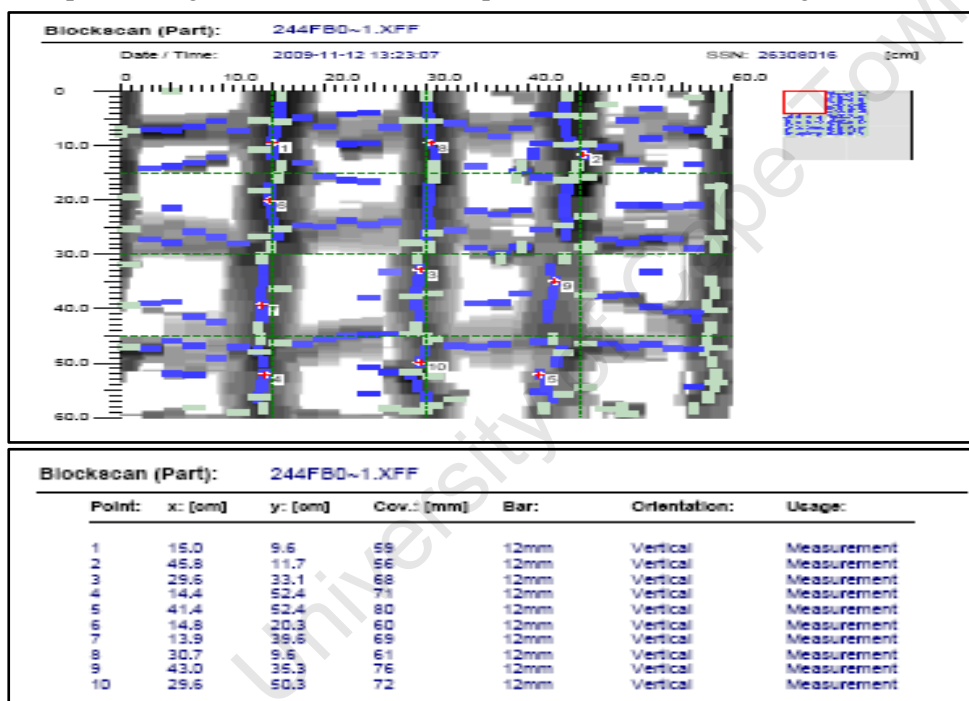 Blockscan (Part): 244FB0~1.XFF
Date / Time: 2009-11-12 13:23:07 SSN: 26308016 [cm]
0 10.0 20.0 30.0 40.0 50.0 60.0
0
10.0
20.0
30.0
40.0
50.0
60.0
1
8
2
6
3
9
7
10
4
5
Blockscan (Part): 244FB0~1.XFF
Point: x: [cm] y: [cm] Cov.: [mm] Bar: Orientation: Usage:
1 15.0 9.6 59 12mm Vertical Measurement
2 45.8 11.7 56 12mm Vertical Measurement
3 29.6 33.1 68 12mm Vertical Measurement
4 14.4 52.4 71 12mm Vertical Measurement
5 41.4 52.4 80 12mm Vertical Measurement
6 14.8 20.3 60 12mm Vertical Measurement
7 13.9 39.6 69 12mm Vertical Measurement
8 30.7 9.6 61 12mm Vertical Measurement
9 43.0 35.3 76 12mm Vertical Measurement
10 29.6 50.3 72 12mm Vertical Measurement
University of Cape Town